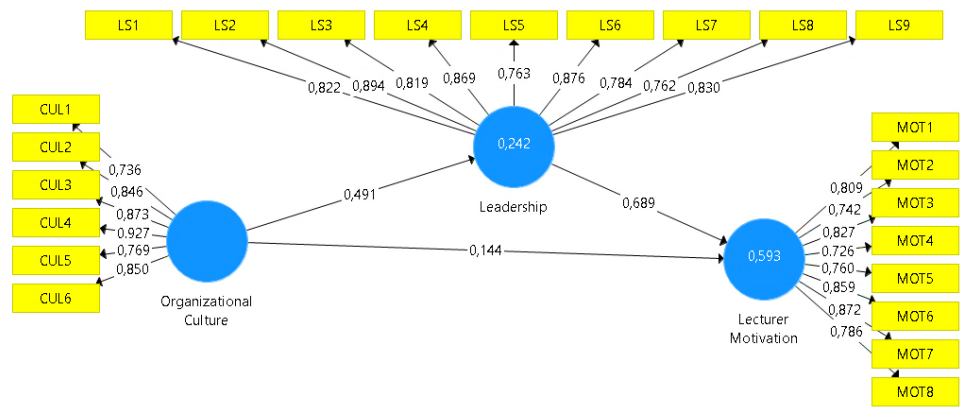 LS1 LS2 LS3 LS4 LS5 LS6 LS7 LS8 LS9
0,822 0,894 0,819 0,869 0,763 0,876 0,784 0,762 0,830
CUL1
CUL2
CUL3
CUL4
CUL5
CUL6
0,736
0,846
0,873
0,927
0,769
0,850
Organizational
Culture
0,491
0,242
Leadership
0,689
0,144
0,593
Lecturer
Motivation
0,809
0,742
0,827
0,726
0,760
0,859
0,872
0,786
MOT1
MOT2
MOT3
MOT4
MOT5
MOT6
MOT7
MOT8